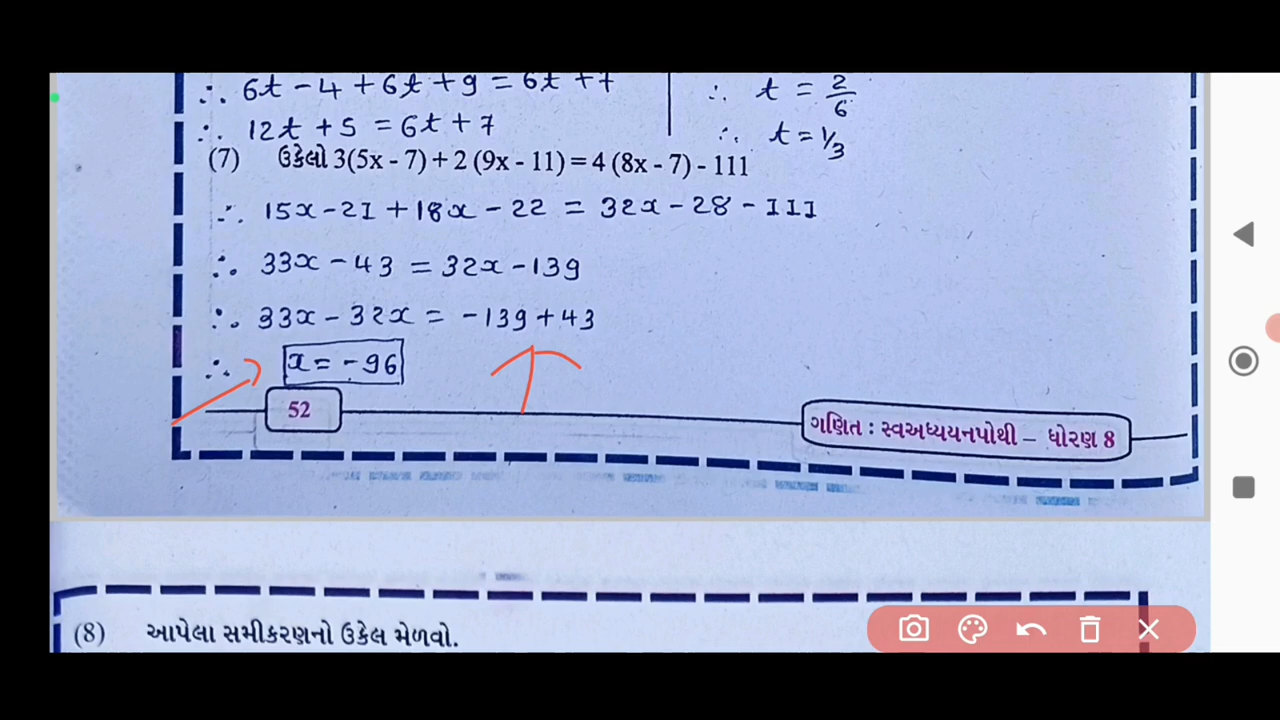 ∴ 6t - 4 + 6t + 9 = 6t + 7
∴ 12t + 5 = 6t + 7
∴ t = 2/6
∴ t = 1/3
(7) ઉકેલો 3(5x - 7) + 2 (9x - 11) = 4 (8x - 7) - 111
∴ 15x - 21 + 18x - 22 = 32x - 28 - 111
∴ 33x - 43 = 32x - 139
∴ 33x - 32x = -139 + 43
∴ x = -96
52
ગણિત : સ્વઅધ્યયનપોથી – ધોરણ 8
(8) આપેલા સમીકરણનો ઉકેલ મેળવો.